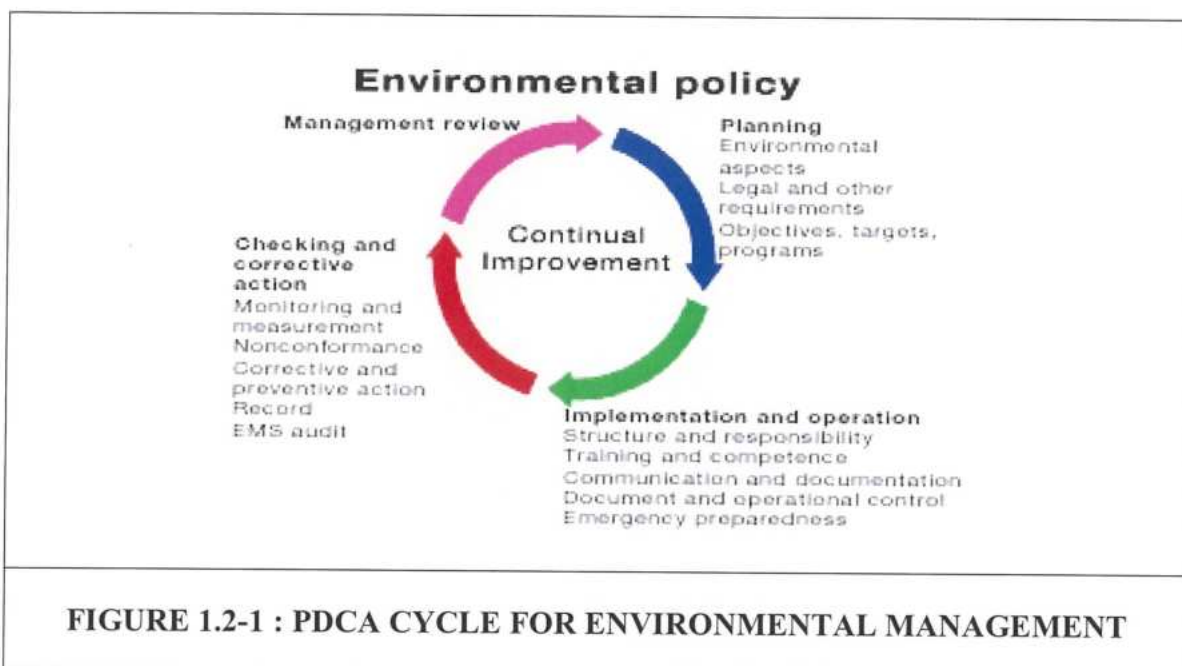 Environmental policy
Management review
Planning
Environmental
aspects
Legal and other
requirements
Objectives, targets,
programs
Continual
Improvement
Checking and
corrective
action
Monitoring and
measurement
Nonconformance
Corrective and
preventive action
Record
EMS audit
Implementation and operation
Structure and responsibility
Training and competence
Communication and documentation
Document and operational control
Emergency preparedness
FIGURE 1.2-1 : PDCA CYCLE FOR ENVIRONMENTAL MANAGEMENT